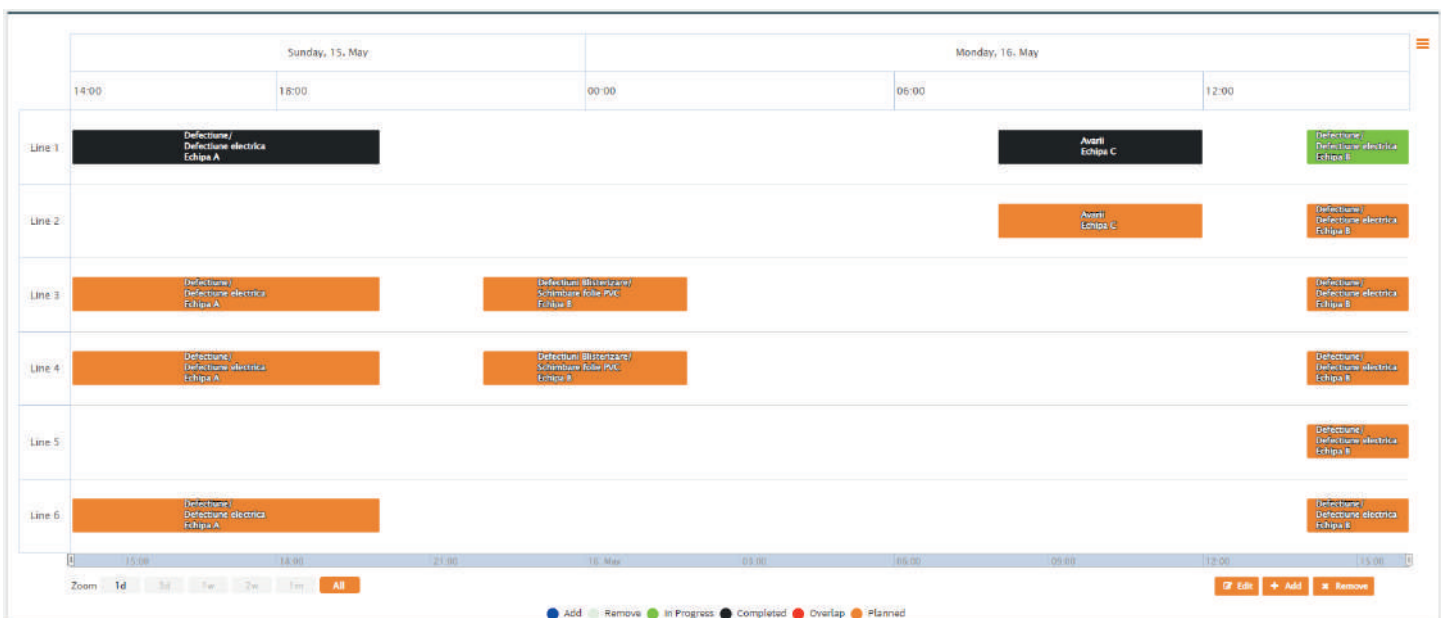 Sunday, 15. May
Monday, 16. May
14:00
18:00
00:00
06:00
12:00
Line 1
Defectiune/
Defectiune electrica
Echipa A
Avarii
Echipa C
Defectiune/
Defectiune electrica
Echipa B
Line 2
Avarii
Echipa C
Defectiune/
Defectiune electrica
Echipa B
Line 3
Defectiune/
Defectiune electrica
Echipa A
Defectiuni Blisterizare/
Schimbare folie PVC
Echipa B
Defectiune/
Defectiune electrica
Echipa B
Line 4
Defectiune/
Defectiune electrica
Echipa A
Defectiuni Blisterizare/
Schimbare folie PVC
Echipa B
Defectiune/
Defectiune electrica
Echipa B
Line 5
Defectiune/
Defectiune electrica
Echipa B
Line 6
Defectiune/
Defectiune electrica
Echipa A
Defectiune/
Defectiune electrica
Echipa B
15:00
18:00
21:00
16. May
03:00
06:00
09:00
12:00
15:00
Zoom 1d 3d 1w 2w 1m All
Edit + Add × Remove
Add Remove In Progress Completed Overlap Planned